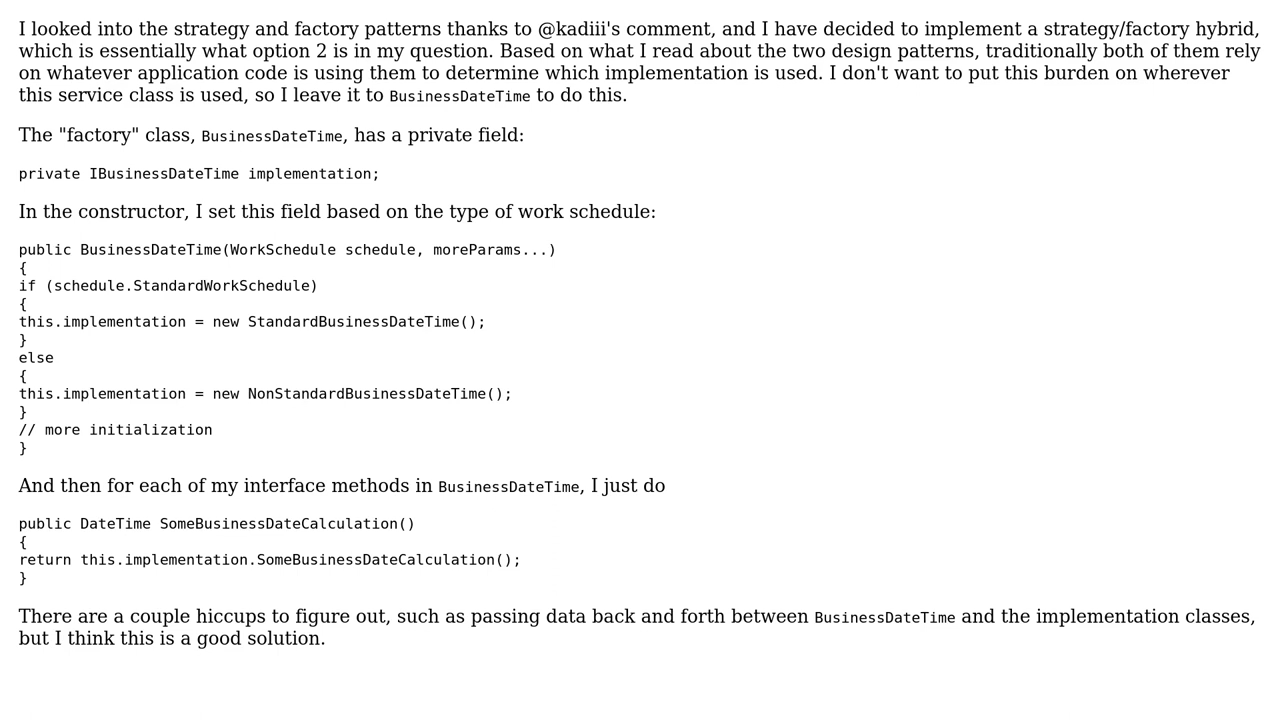 I looked into the strategy and factory patterns thanks to @kadiii's comment, and I have decided to implement a strategy/factory hybrid,
which is essentially what option 2 is in my question. Based on what I read about the two design patterns, traditionally both of them rely
on whatever application code is using them to determine which implementation is used. I don't want to put this burden on wherever
this service class is used, so I leave it to BusinessDateTime to do this.
The "factory" class, BusinessDateTime, has a private field:
private IBusinessDateTime implementation;
In the constructor, I set this field based on the type of work schedule:
public BusinessDateTime(WorkSchedule schedule, moreParams...)
{
if (schedule.StandardWorkSchedule)
{
this.implementation = new StandardBusinessDateTime();
}
else
{
this.implementation = new NonStandardBusinessDateTime();
}
// more initialization
}
And then for each of my interface methods in BusinessDateTime, I just do
public DateTime SomeBusinessDateCalculation()
{
return this.implementation.SomeBusinessDateCalculation();
}
There are a couple hiccups to figure out, such as passing data back and forth between BusinessDateTime and the implementation classes,
but I think this is a good solution.